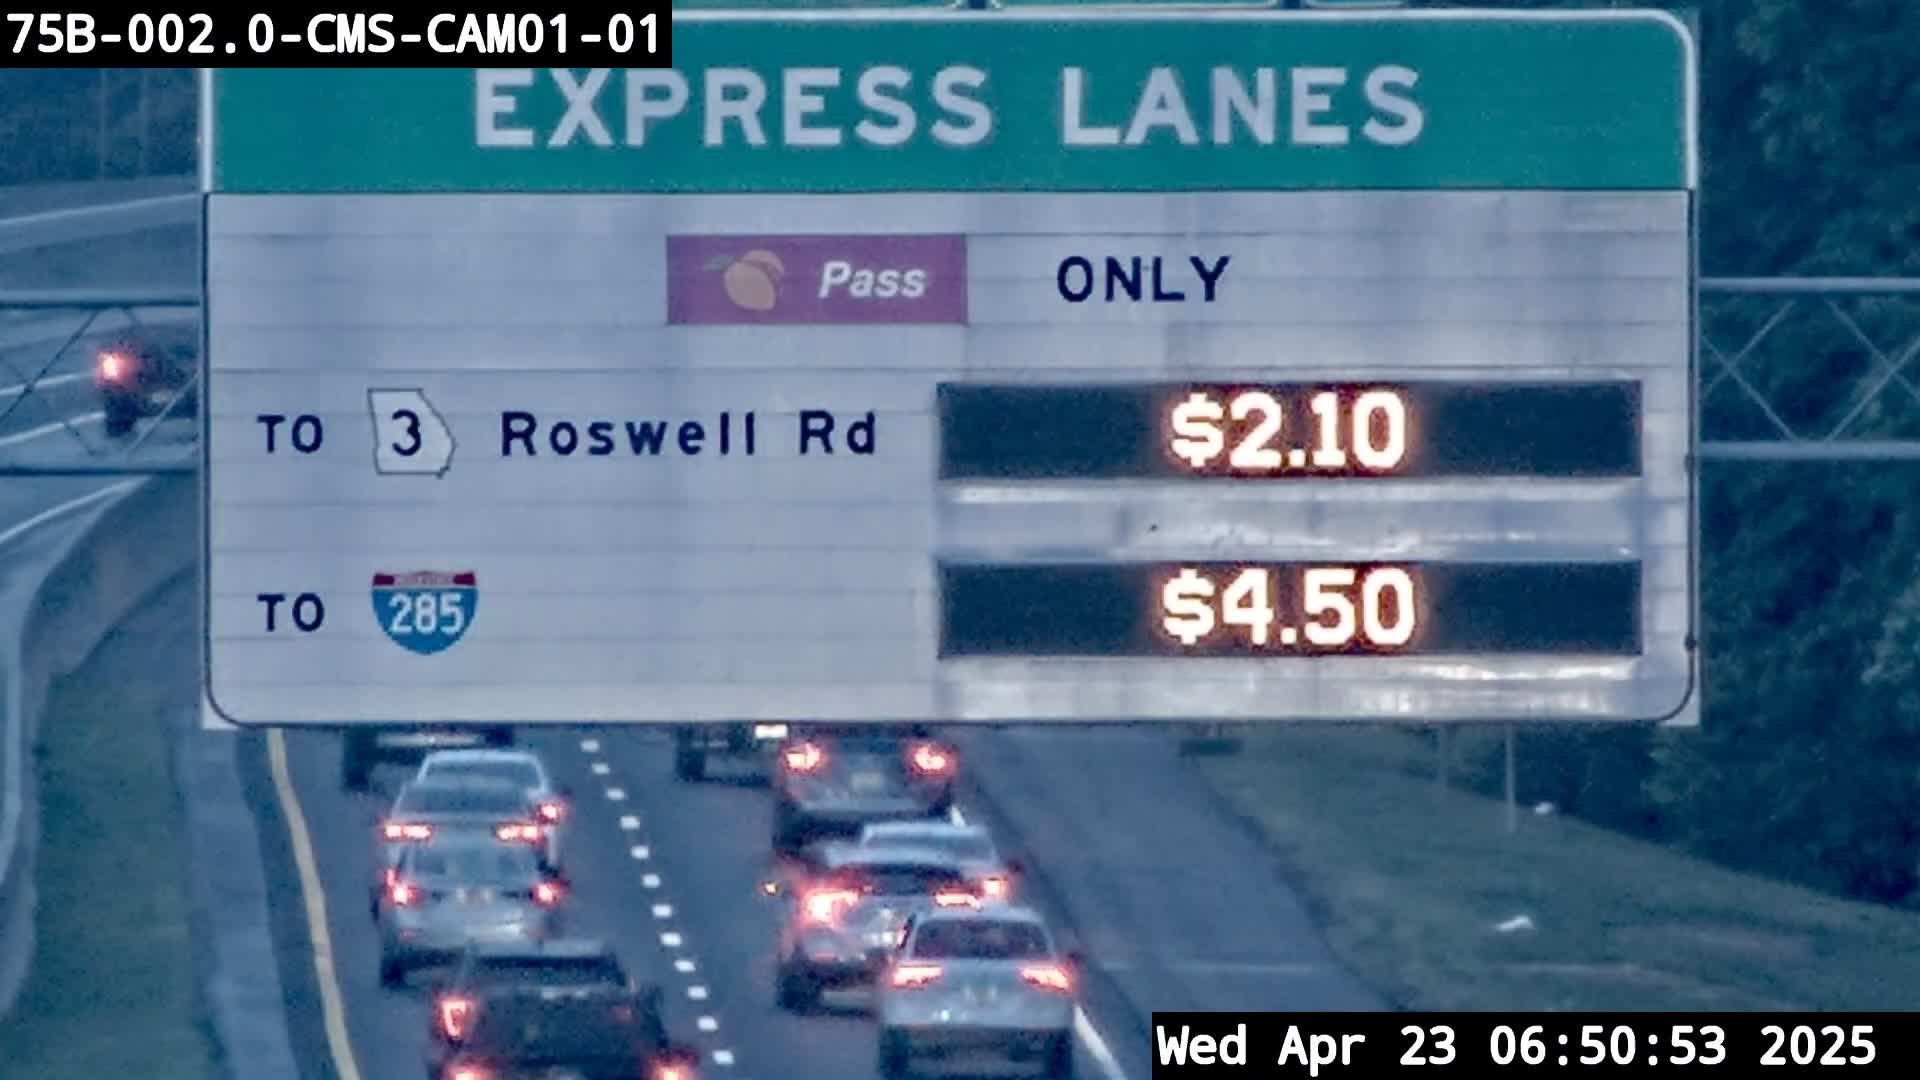 75B-002.0-CMS-CAM01-01
EXPRESS LANES
Pass ONLY
TO 3 Roswell Rd $2.10
TO 285 $4.50
Wed Apr 23 06:50:53 2025